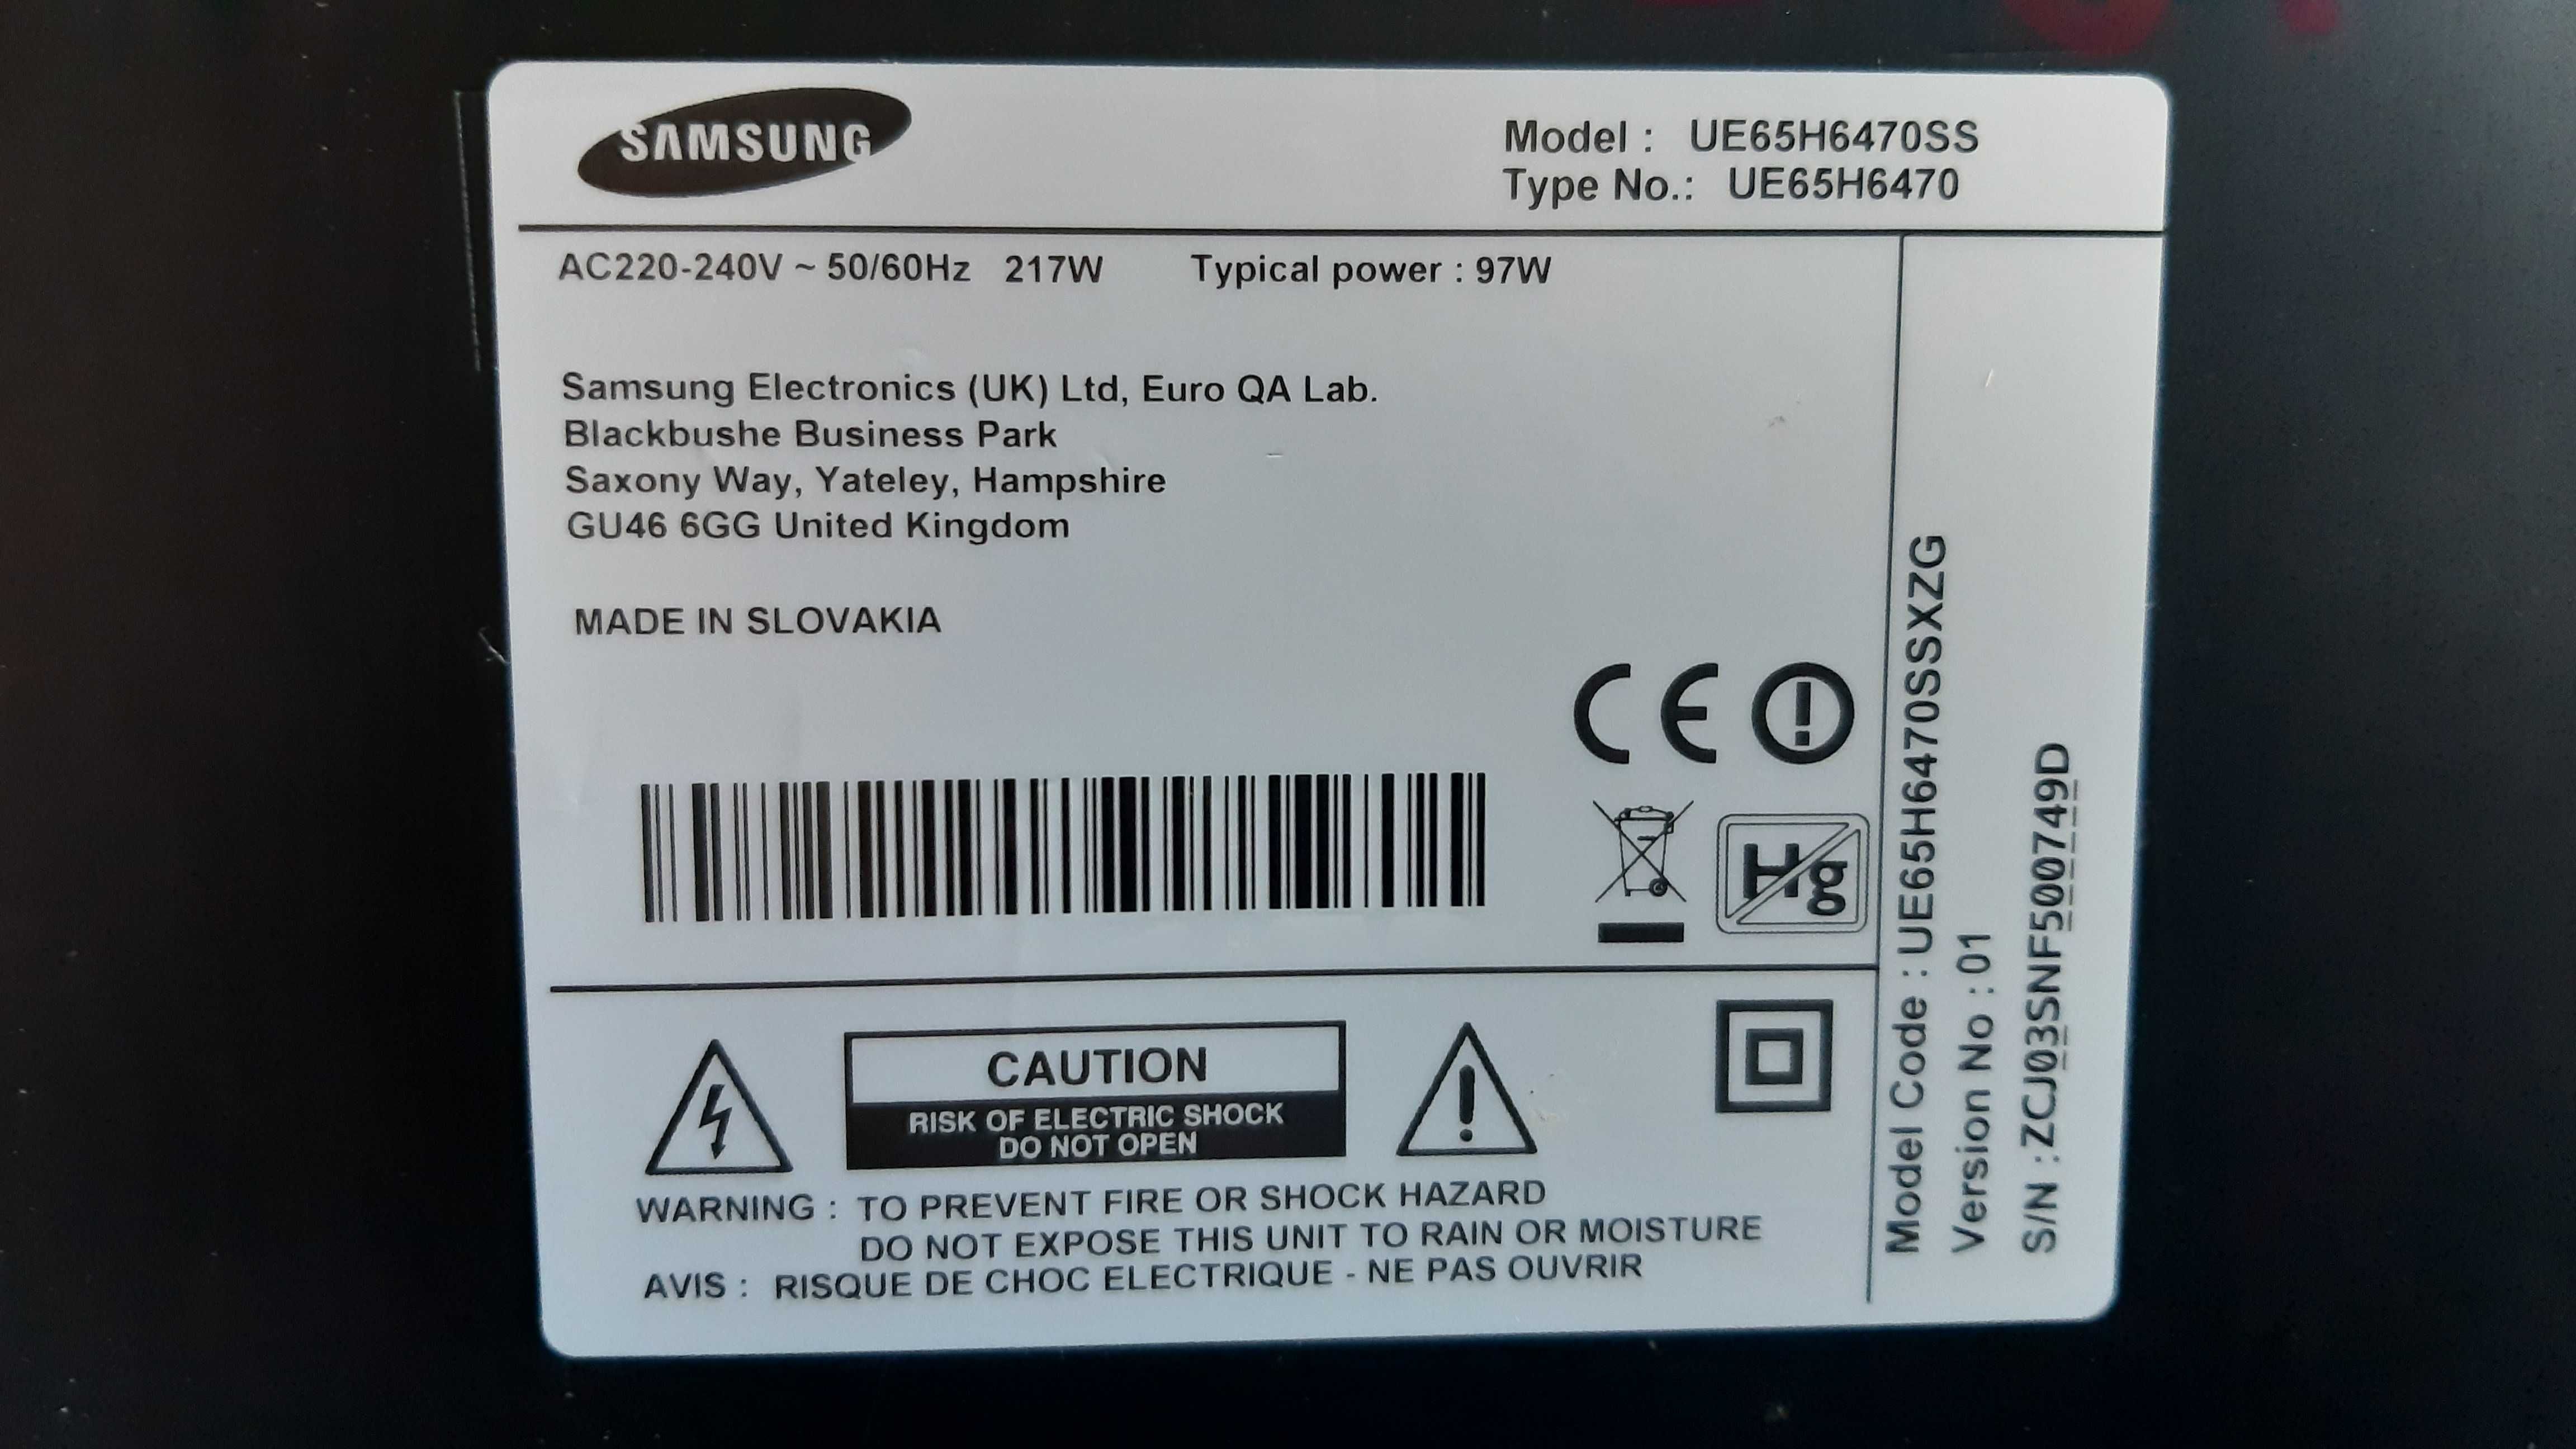 SAMSUNG
Model : UE65H6470SS
Type No.: UE65H6470
AC220-240V ~ 50/60Hz 217W Typical power : 97W
Samsung Electronics (UK) Ltd, Euro QA Lab.
Blackbushe Business Park
Saxony Way, Yateley, Hampshire
GU46 6GG United Kingdom
MADE IN SLOVAKIA
CE
Hg
CAUTION
RISK OF ELECTRIC SHOCK
DO NOT OPEN
WARNING : TO PREVENT FIRE OR SHOCK HAZARD
DO NOT EXPOSE THIS UNIT TO RAIN OR MOISTURE
AVIS : RISQUE DE CHOC ELECTRIQUE - NE PAS OUVRIR
Model Code : UE65H6470SSXZG
Version No : 01
S/N : ZCJ03SNF500749D